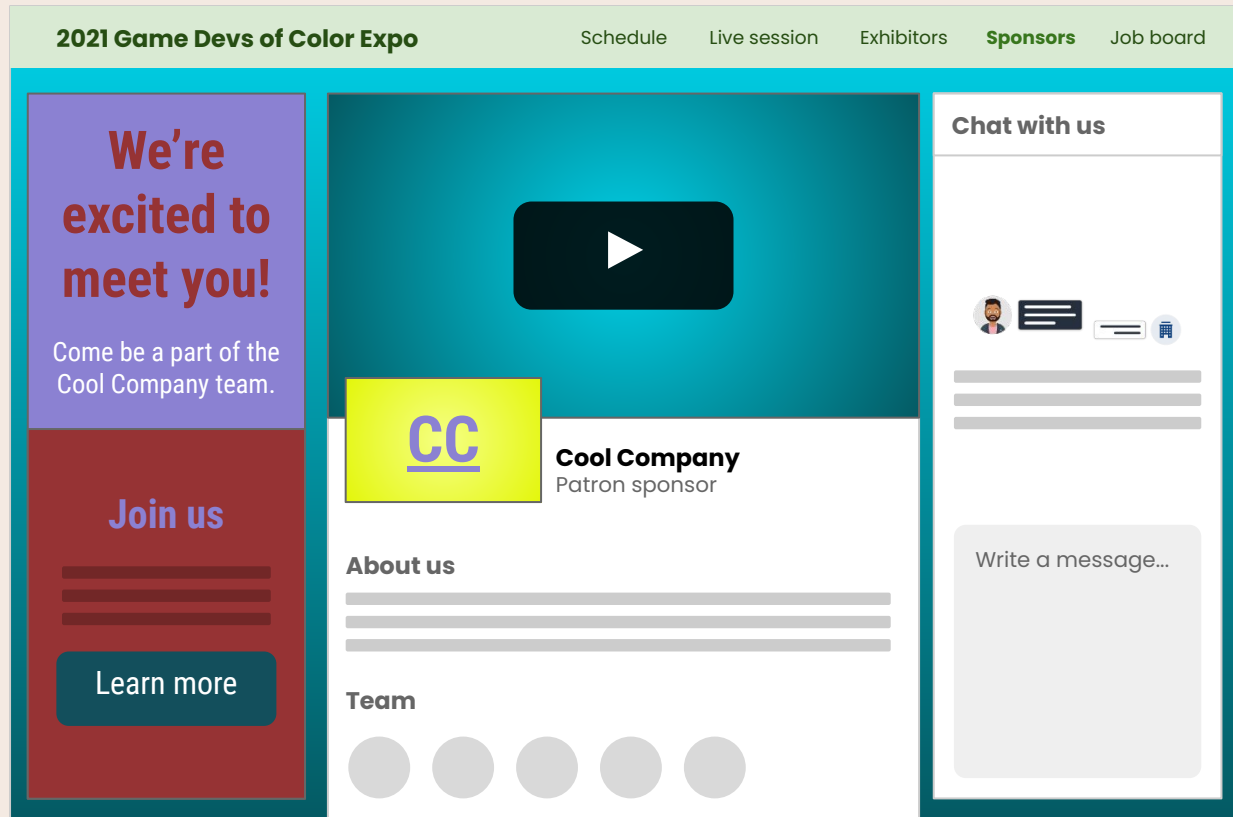 2021 Game Devs of Color Expo
Schedule
Live session
Exhibitors
Sponsors
Job board
We’re
excited to
meet you!
Come be a part of the
Cool Company team.
Join us
Learn more
CC
Cool Company
Patron sponsor
About us
Team
Chat with us
Write a message...